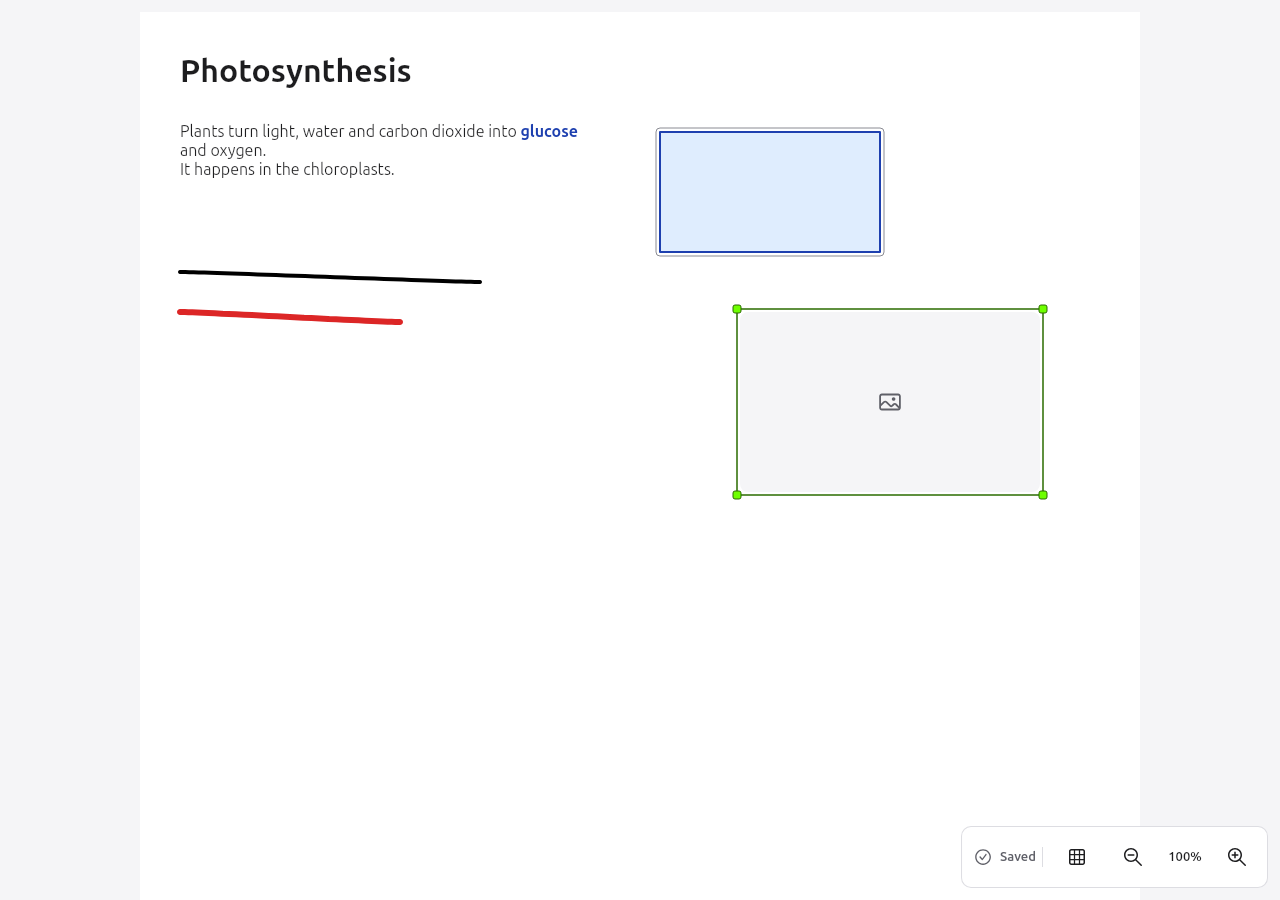 Photosynthesis
Plants turn light, water and carbon dioxide into glucose
and oxygen.
It happens in the chloroplasts.
Saved
100%